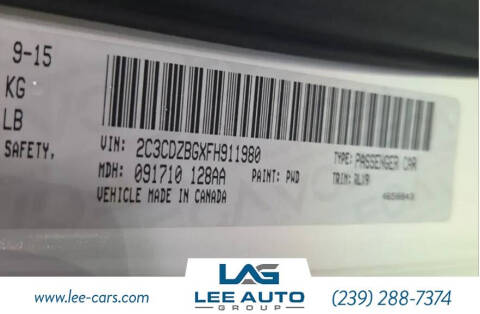 9-15
KG
LB
SAFETY,
VIN: 2C3CDZBGXFH911980
TYPE: PASSENGER CAR
MDH: 091710 128AA
PAINT: PWD
TRIM: RLX9
VEHICLE MADE IN CANADA
LAG
LEE AUTO
GROUP
www.lee-cars.com
(239) 288-7374